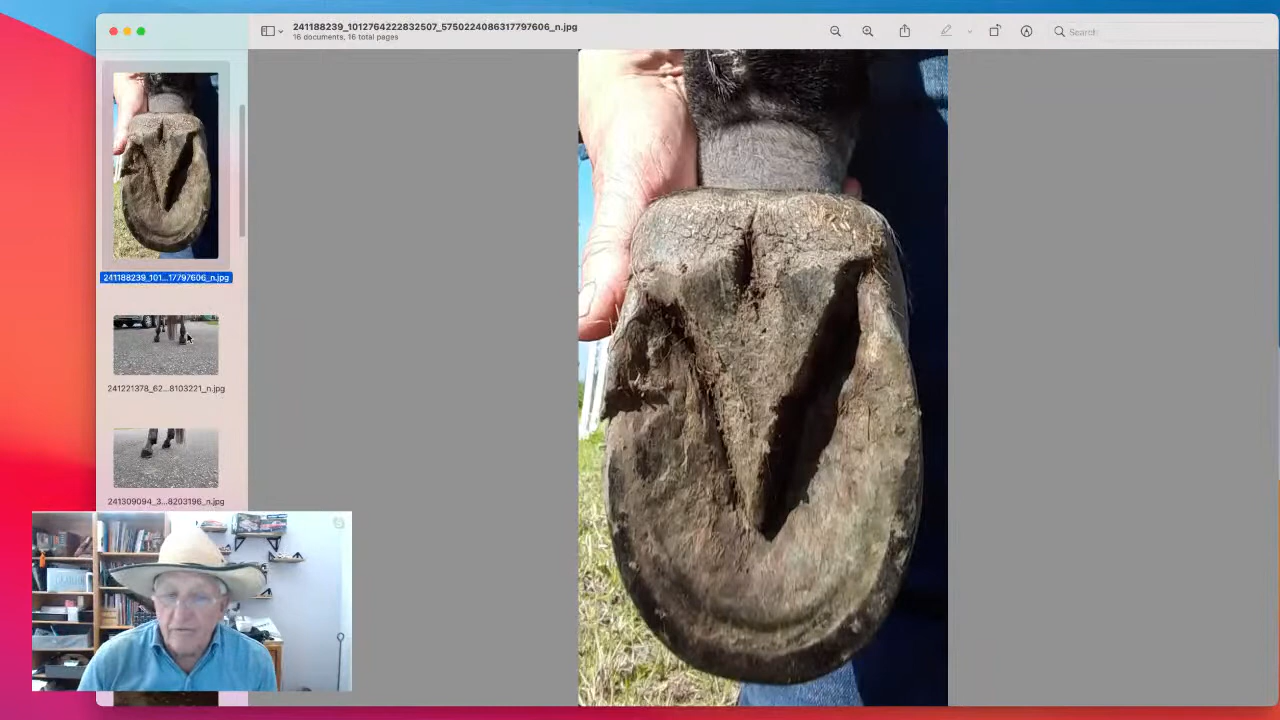 241188239_1012764222832507_5750224086317797606_n.jpg
16 documents, 16 total pages
Search
241188239_101...17797606_n.jpg
241221378_62...8103221_n.jpg
241309094_3...8203196_n.jpg